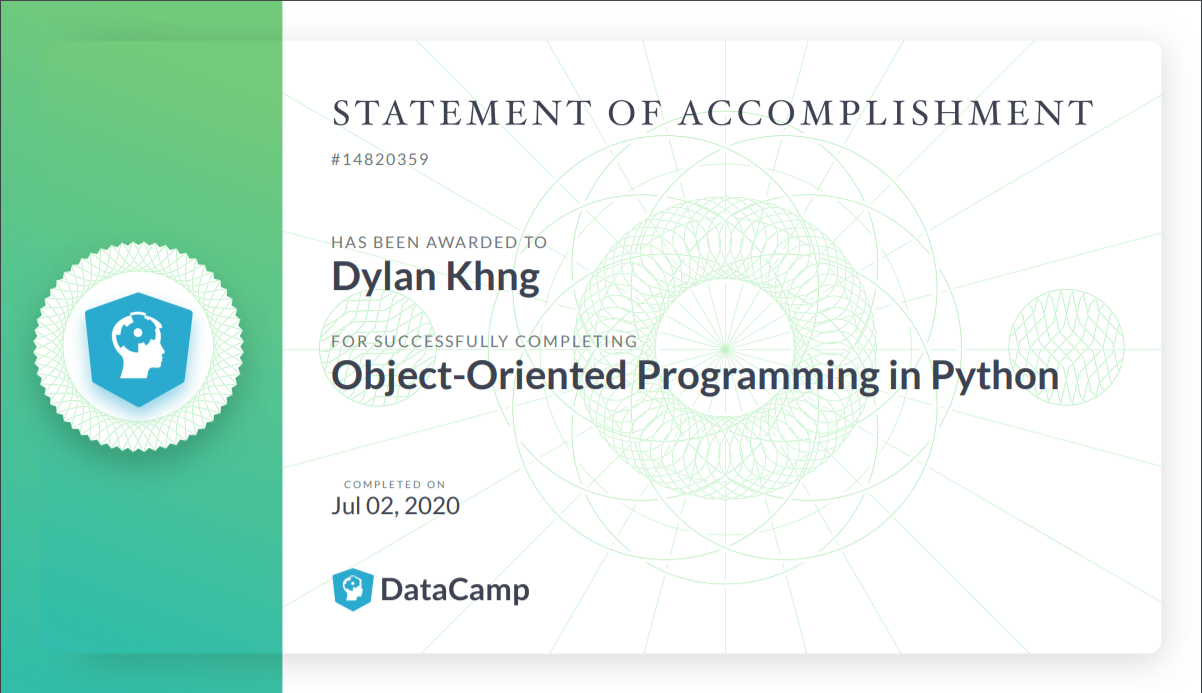 STATEMENT OF ACCOMPLISHMENT
#14820359
HAS BEEN AWARDED TO
Dylan Khng
FOR SUCCESSFULLY COMPLETING
Object-Oriented Programming in Python
COMPLETED ON
Jul 02, 2020
DataCamp